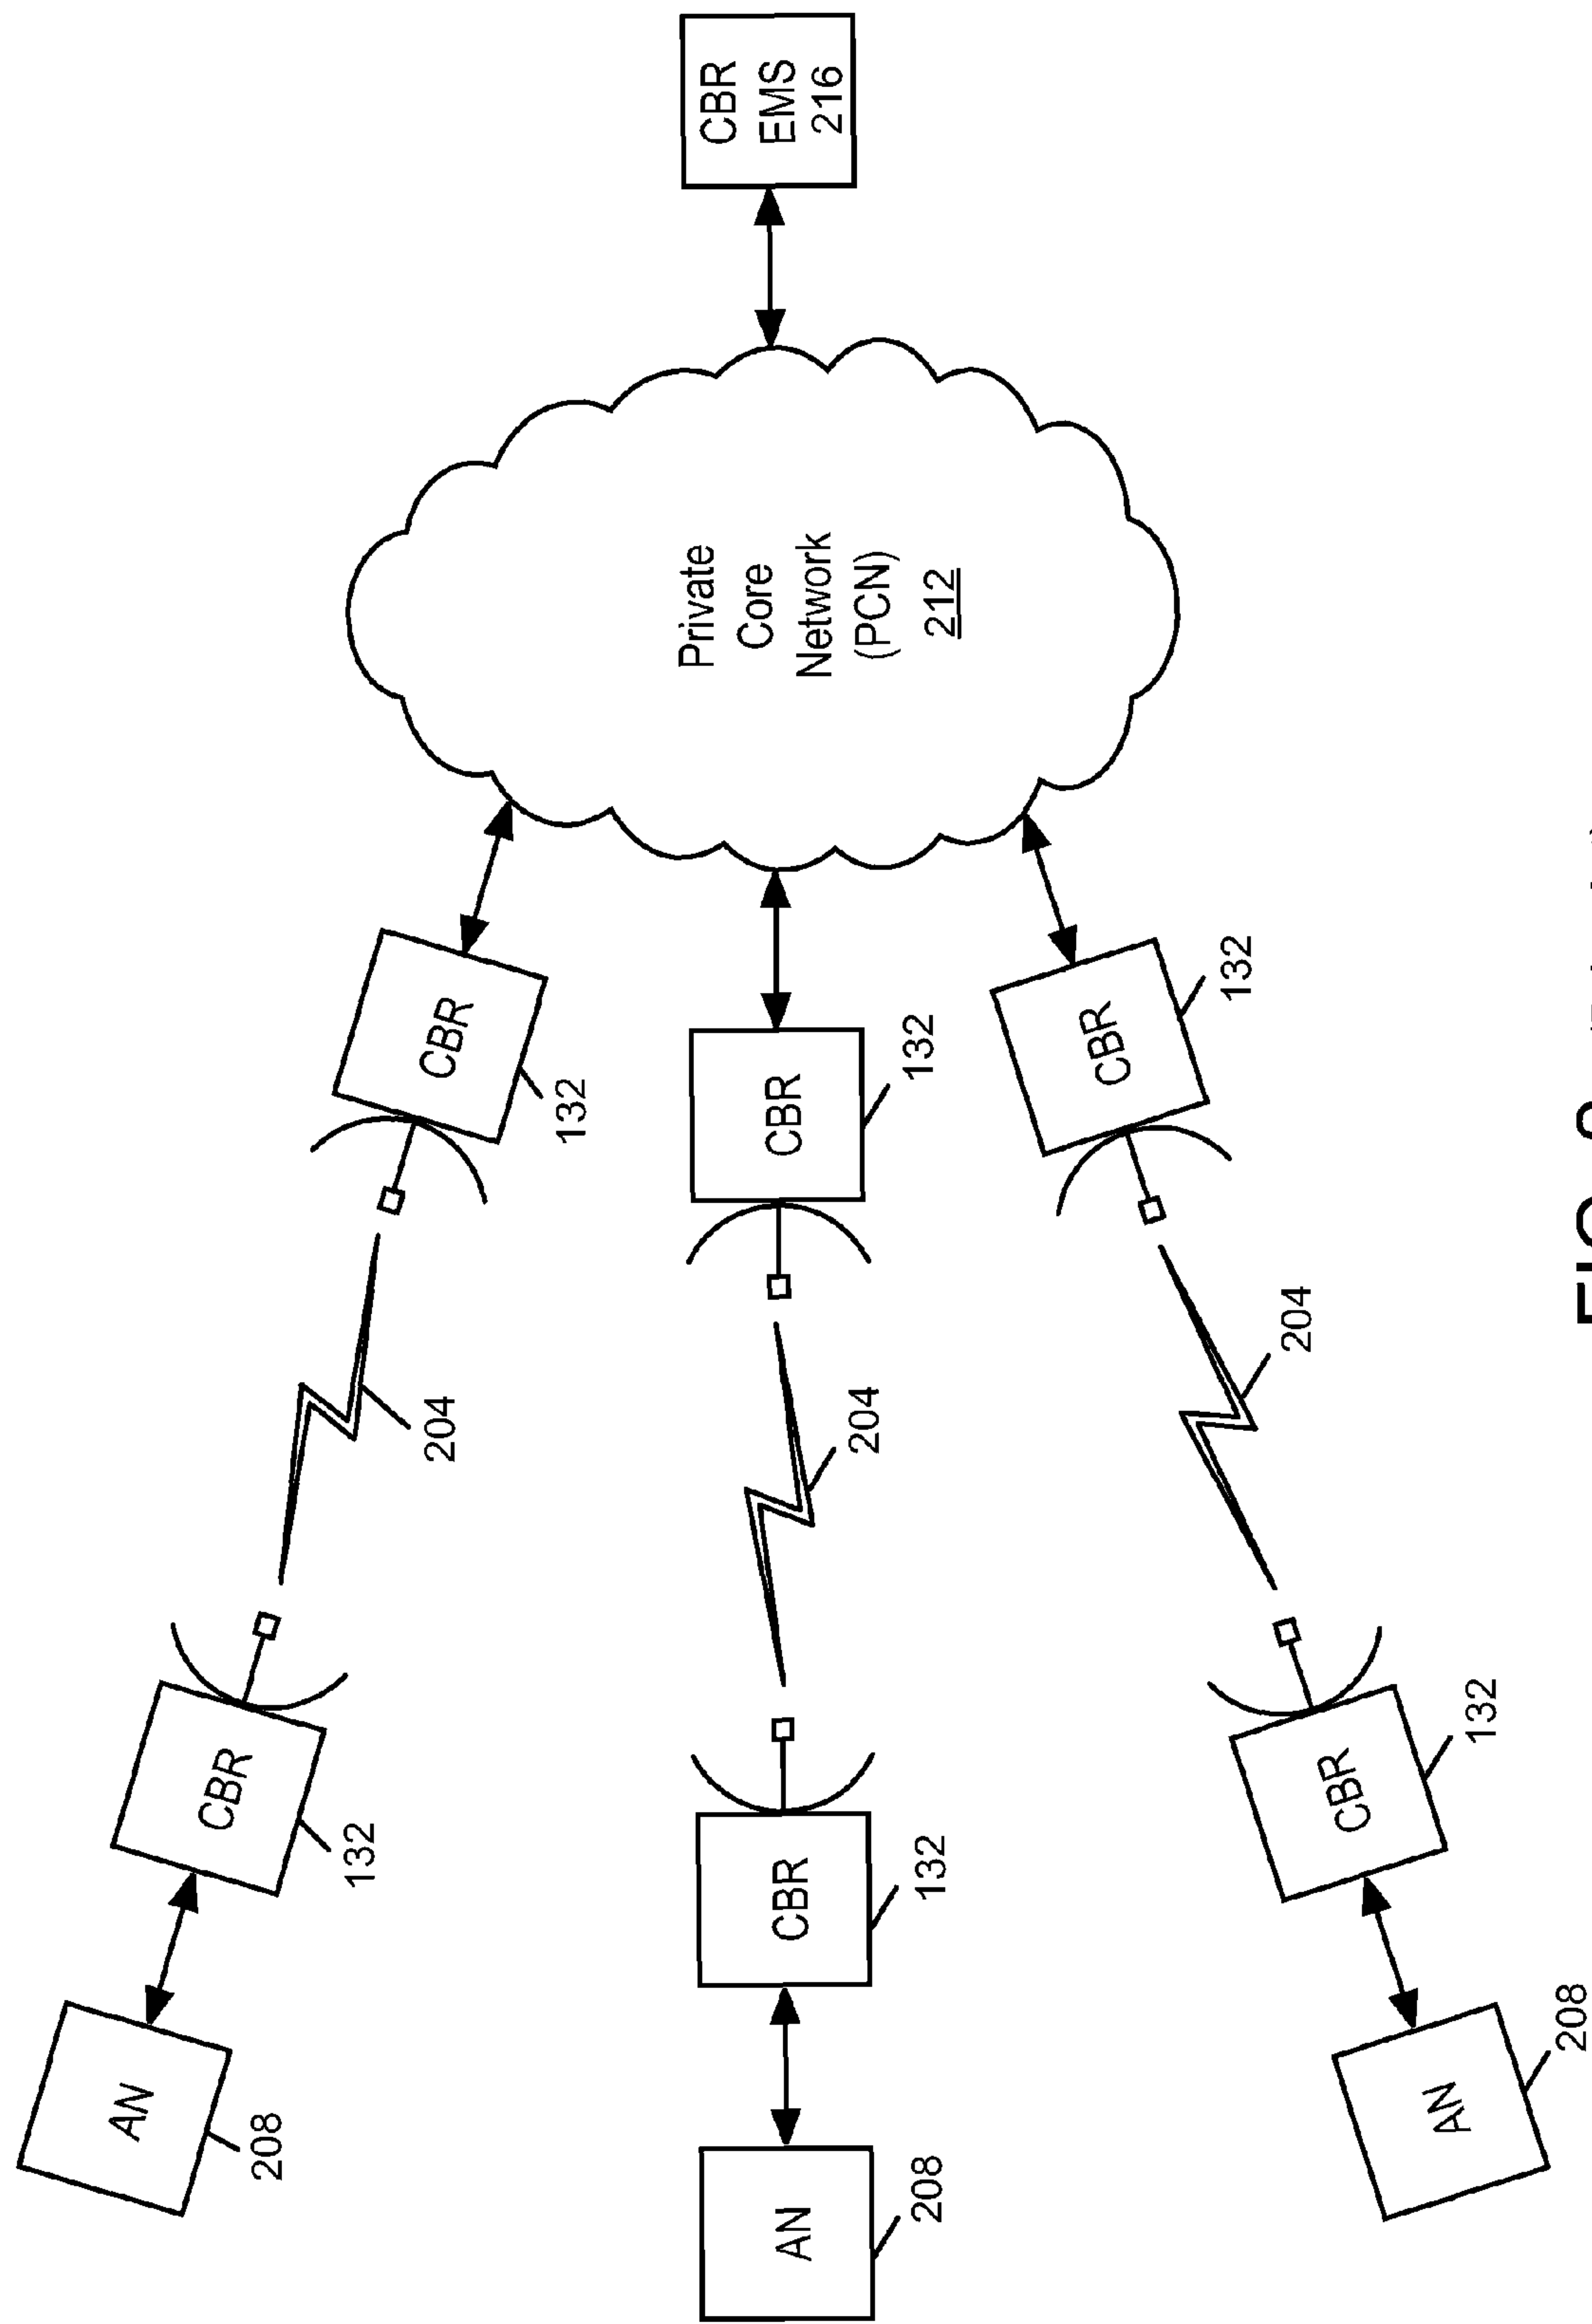 AN
208
CBR
132
204
CBR
132
AN
208
CBR
132
204
CBR
132
Private
Core
Network
(PCN)
212
CBR
EMS
216
AN
208
CBR
132
204
CBR
132